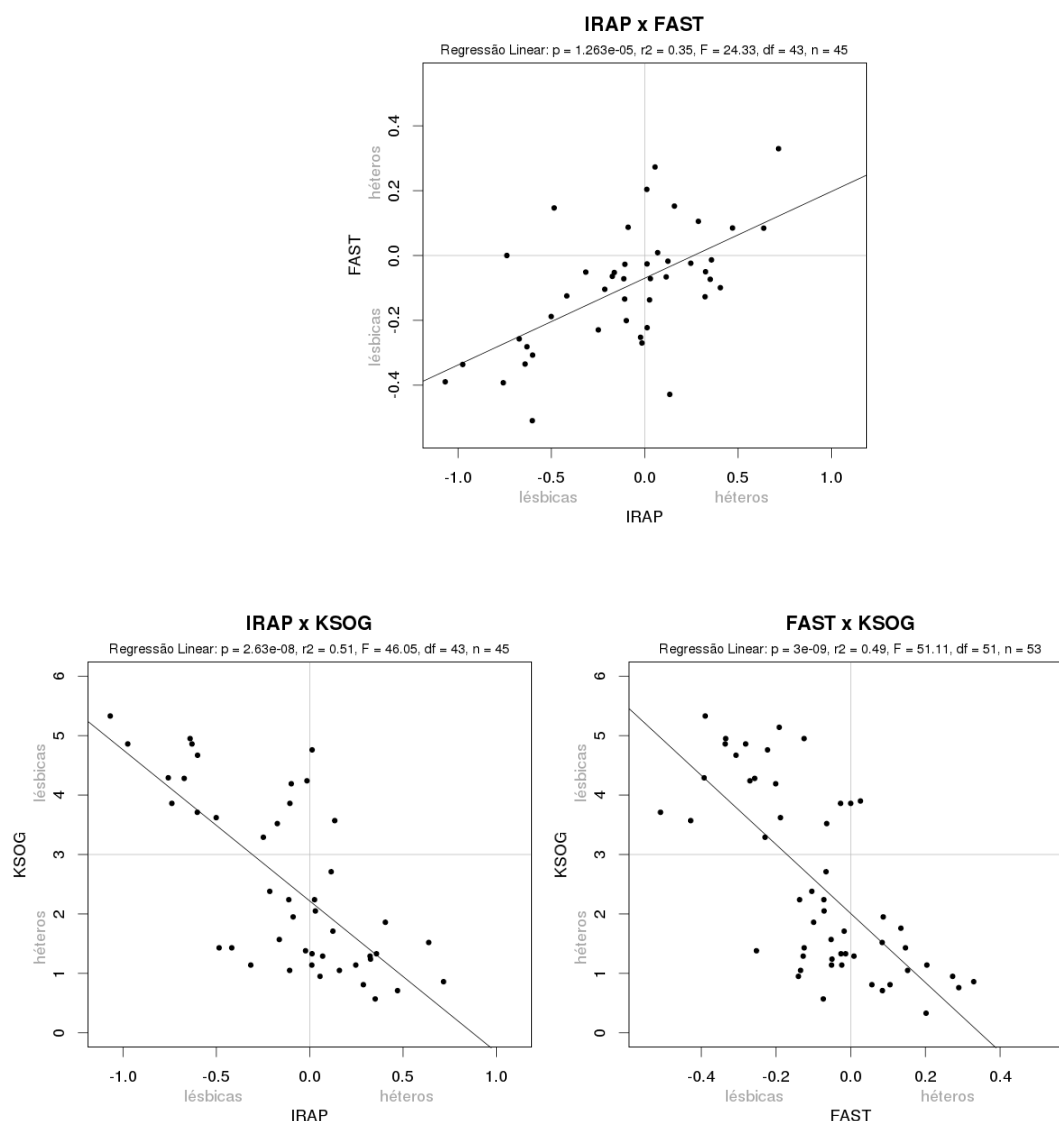 IRAP x FAST
Regressão Linear: p = 1.263e-05, r2 = 0.35, F = 24.33, df = 43, n = 45
FAST
héteros
lésbicas
0.4
0.2
0.0
-0.2
-0.4
-1.0 -0.5 0.0 0.5 1.0
lésbicas héteros
IRAP
IRAP x KSOG
Regressão Linear: p = 2.63e-08, r2 = 0.51, F = 46.05, df = 43, n = 45
KSOG
lésbicas
héteros
6
5
4
3
2
1
0
-1.0 -0.5 0.0 0.5 1.0
lésbicas héteros
IRAP
FAST x KSOG
Regressão Linear: p = 3e-09, r2 = 0.49, F = 51.11, df = 51, n = 53
KSOG
lésbicas
héteros
6
5
4
3
2
1
0
-0.4 -0.2 0.0 0.2 0.4
lésbicas héteros
FAST